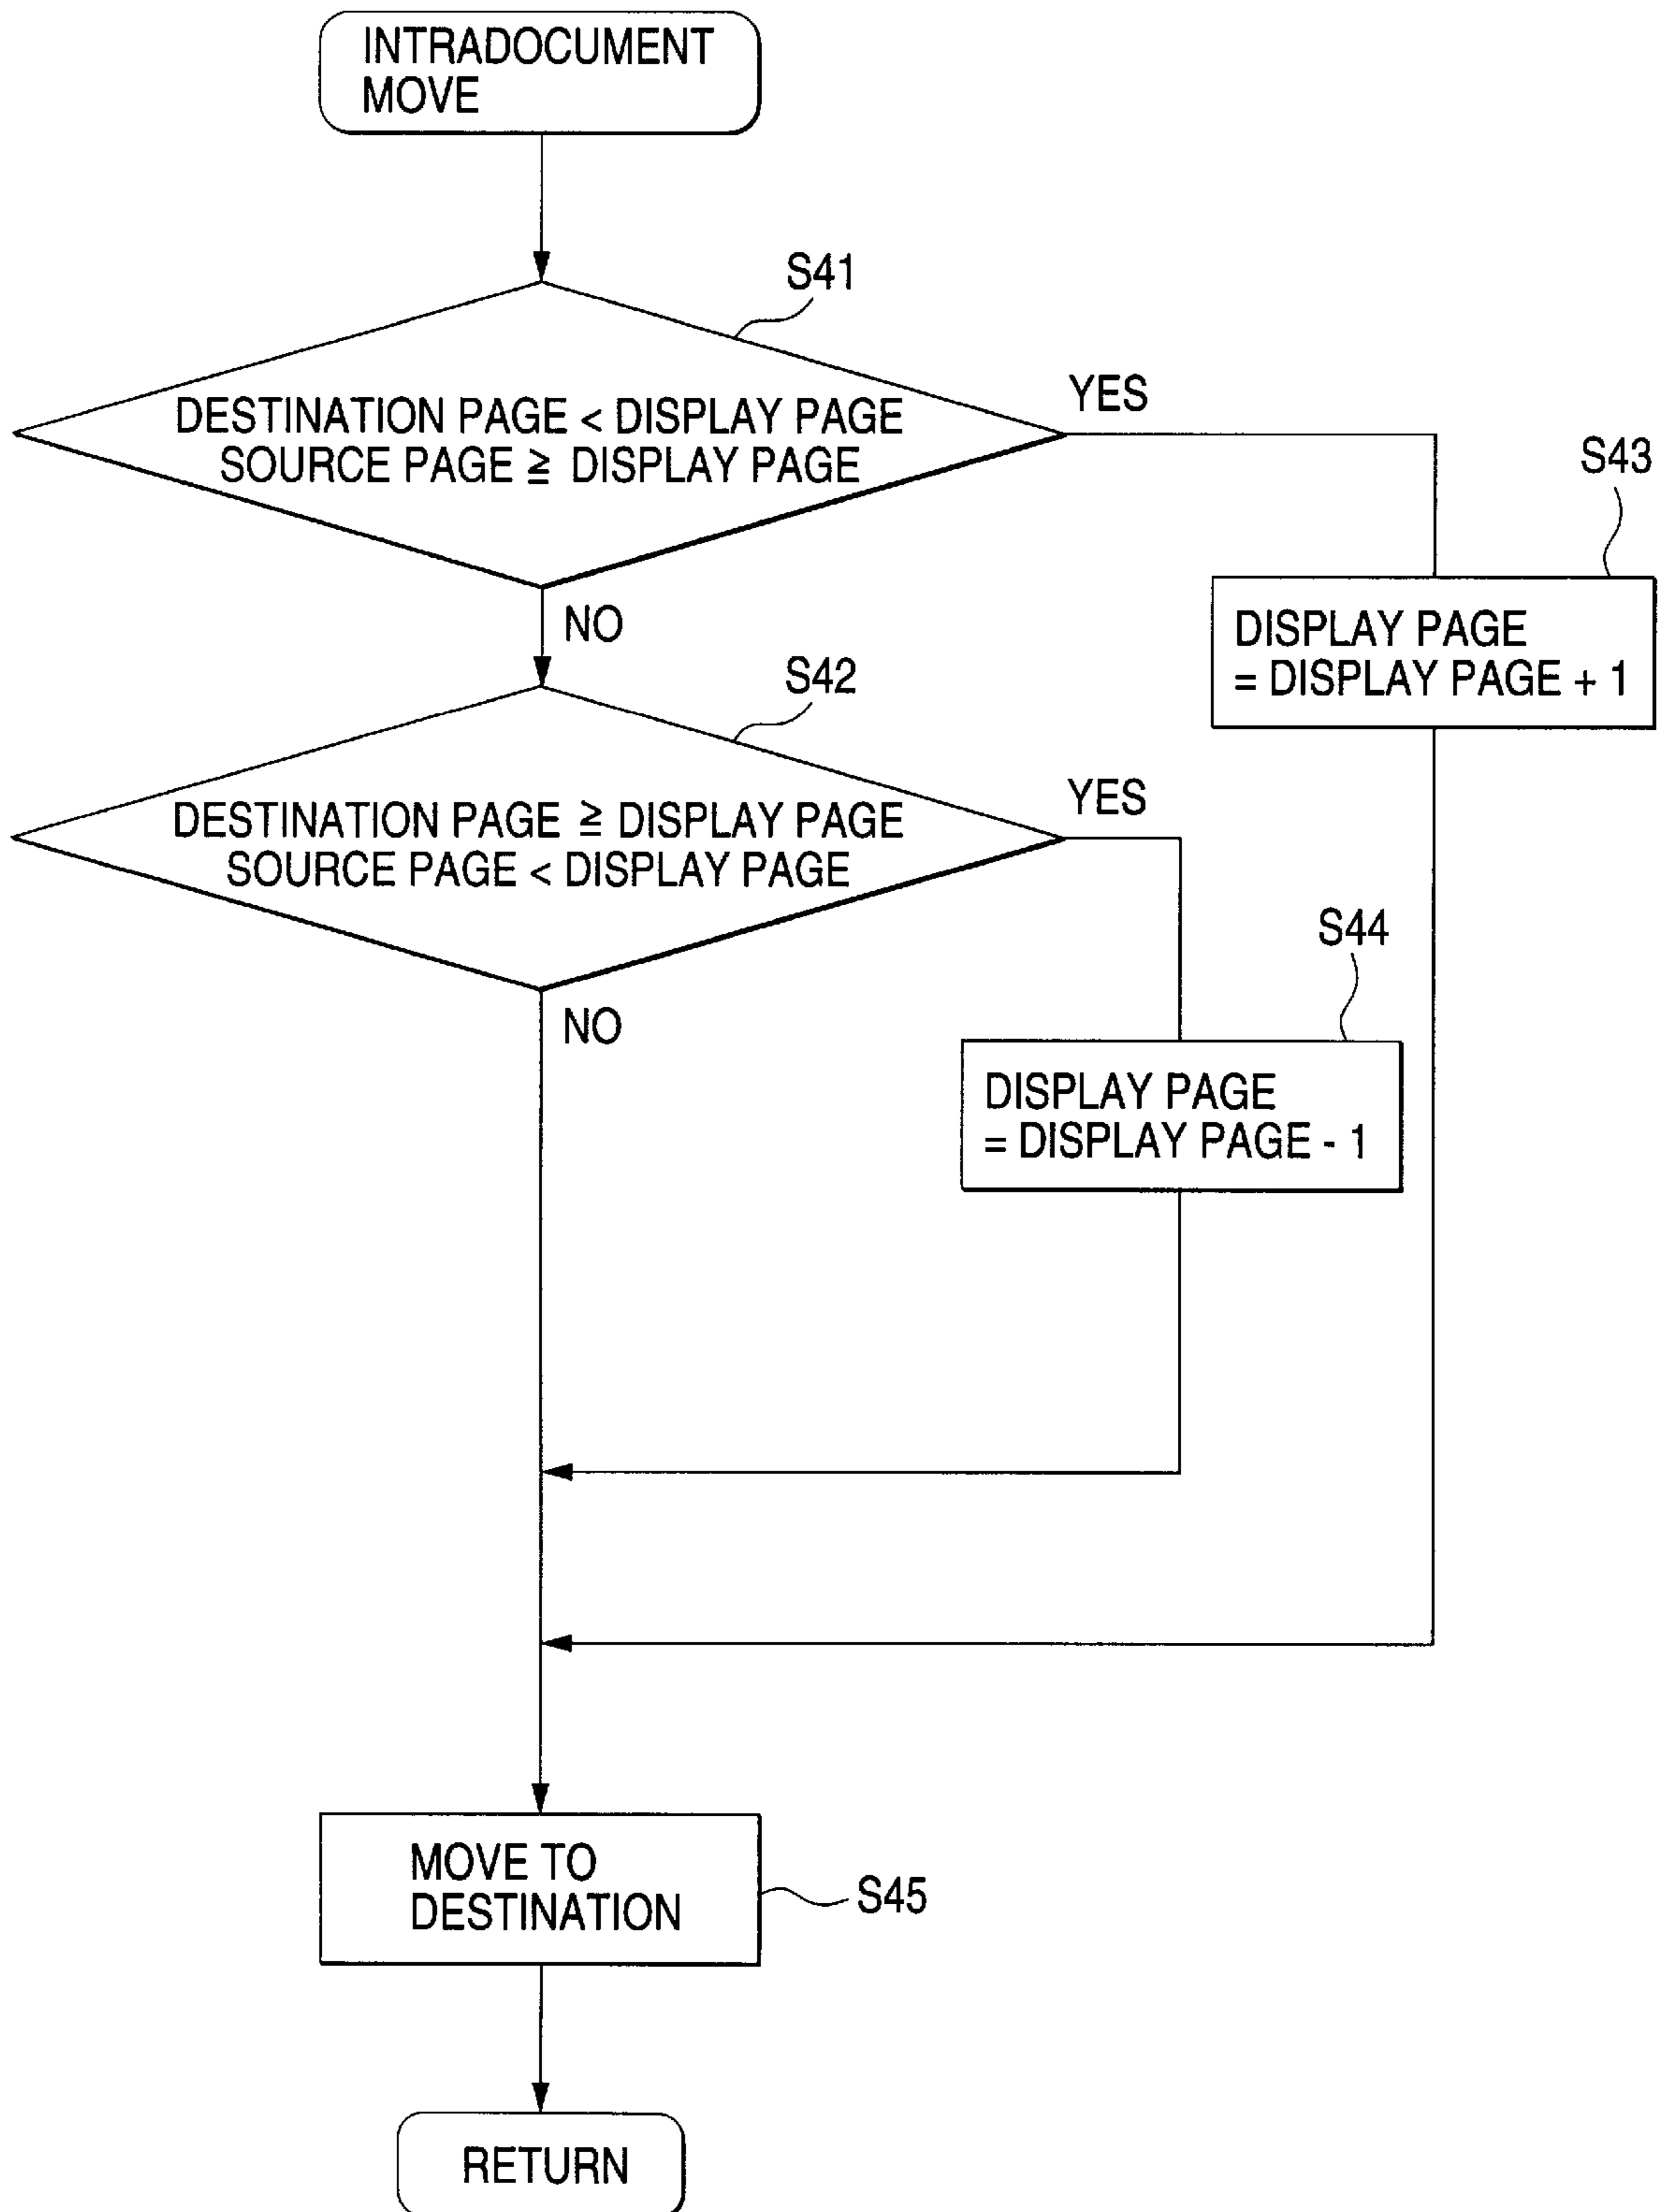 INTRADOCUMENT
MOVE
S41
DESTINATION PAGE < DISPLAY PAGE
SOURCE PAGE ≧ DISPLAY PAGE
YES
NO
S43
DISPLAY PAGE
= DISPLAY PAGE + 1
S42
DESTINATION PAGE ≧ DISPLAY PAGE
SOURCE PAGE < DISPLAY PAGE
YES
NO
S44
DISPLAY PAGE
= DISPLAY PAGE - 1
MOVE TO
DESTINATION
S45
RETURN